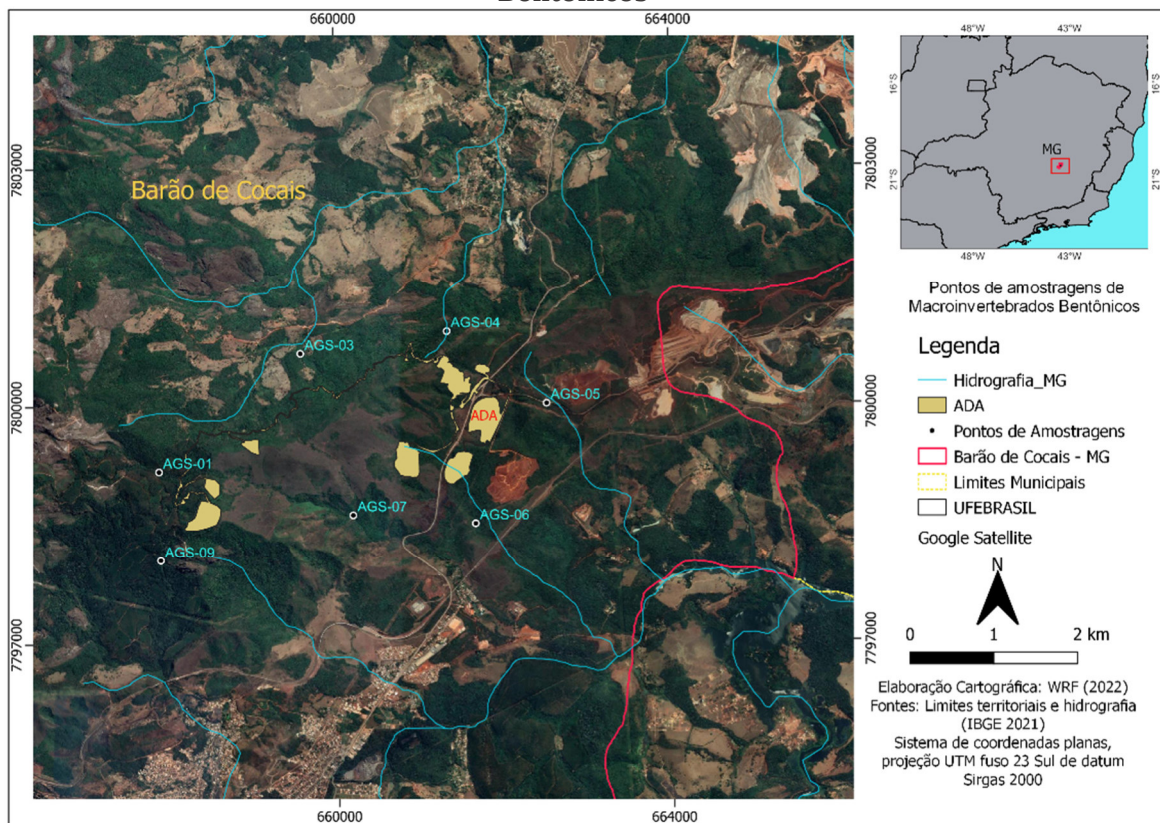 Bentônicos
660000
664000
48°W
43°W
16°S
16°S
MG
21°S
21°S
48°W
43°W
7803000
7803000
Barão de Cocais
AGS-04
AGS-03
7800000
7800000
AGS-05
ADA
AGS-01
AGS-07
AGS-06
AGS-09
7797000
7797000
660000
664000
Pontos de amostragens de
Macroinvertebrados Bentônicos
Legenda
Hidrografia_MG
ADA
Pontos de Amostragens
Barão de Cocais - MG
Limites Municipais
UFEBRASIL
Google Satellite
N
0 1 2 km
Elaboração Cartográfica: WRF (2022)
Fontes: Limites territoriais e hidrografia
(IBGE 2021)
Sistema de coordenadas planas,
projeção UTM fuso 23 Sul de datum
Sirgas 2000